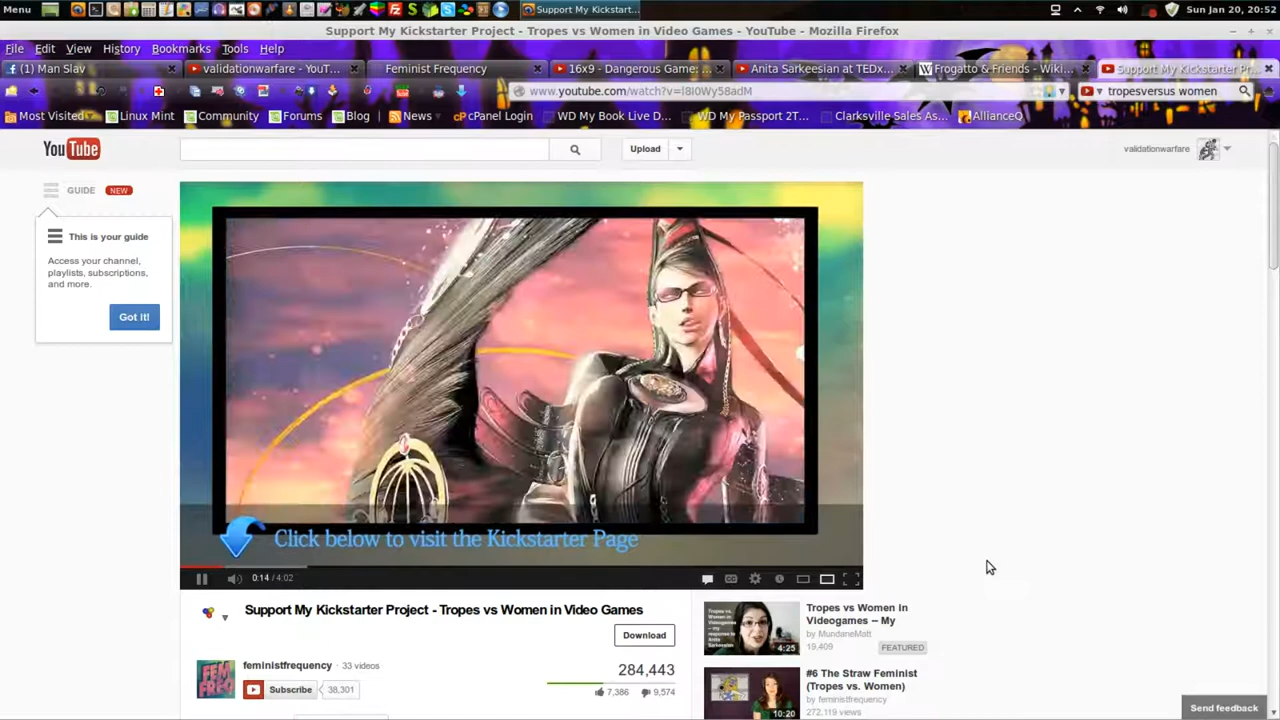 Menu
Support My Kickstart...
Sun Jan 20, 20:52
Support My Kickstarter Project - Tropes vs Women in Video Games - YouTube - Mozilla Firefox
File Edit View History Bookmarks Tools Help
(1) Man Slav
validationwarfare - YouT...
Feminist Frequency
16x9 - Dangerous Game: ...
Anita Sarkeesian at TEDx...
Frogatto & Friends - Wiki...
Support My Kickstarter Pr...
www.youtube.com/watch?v=l8I0Wy58adM
tropesversus women
Most Visited
Linux Mint
Community
Forums
Blog
News
cPanel Login
WD My Book Live D...
WD My Passport 2T...
Clarksville Sales As...
AllianceQ
YouTube
Upload
validationwarfare
GUIDE NEW
This is your guide
Access your channel,
playlists, subscriptions,
and more.
Got it!
Click below to visit the Kickstarter Page
0:14 / 4:02
Support My Kickstarter Project - Tropes vs Women in Video Games
Download
feministfrequency · 33 videos
Subscribe 38,301
284,443
7,386 9,574
Tropes vs Women in
Videogames -- My
by MundaneMatt
19,409 FEATURED
4:25
#6 The Straw Feminist
(Tropes vs. Women)
by feministfrequency
272,119 views
10:20
Send feedback